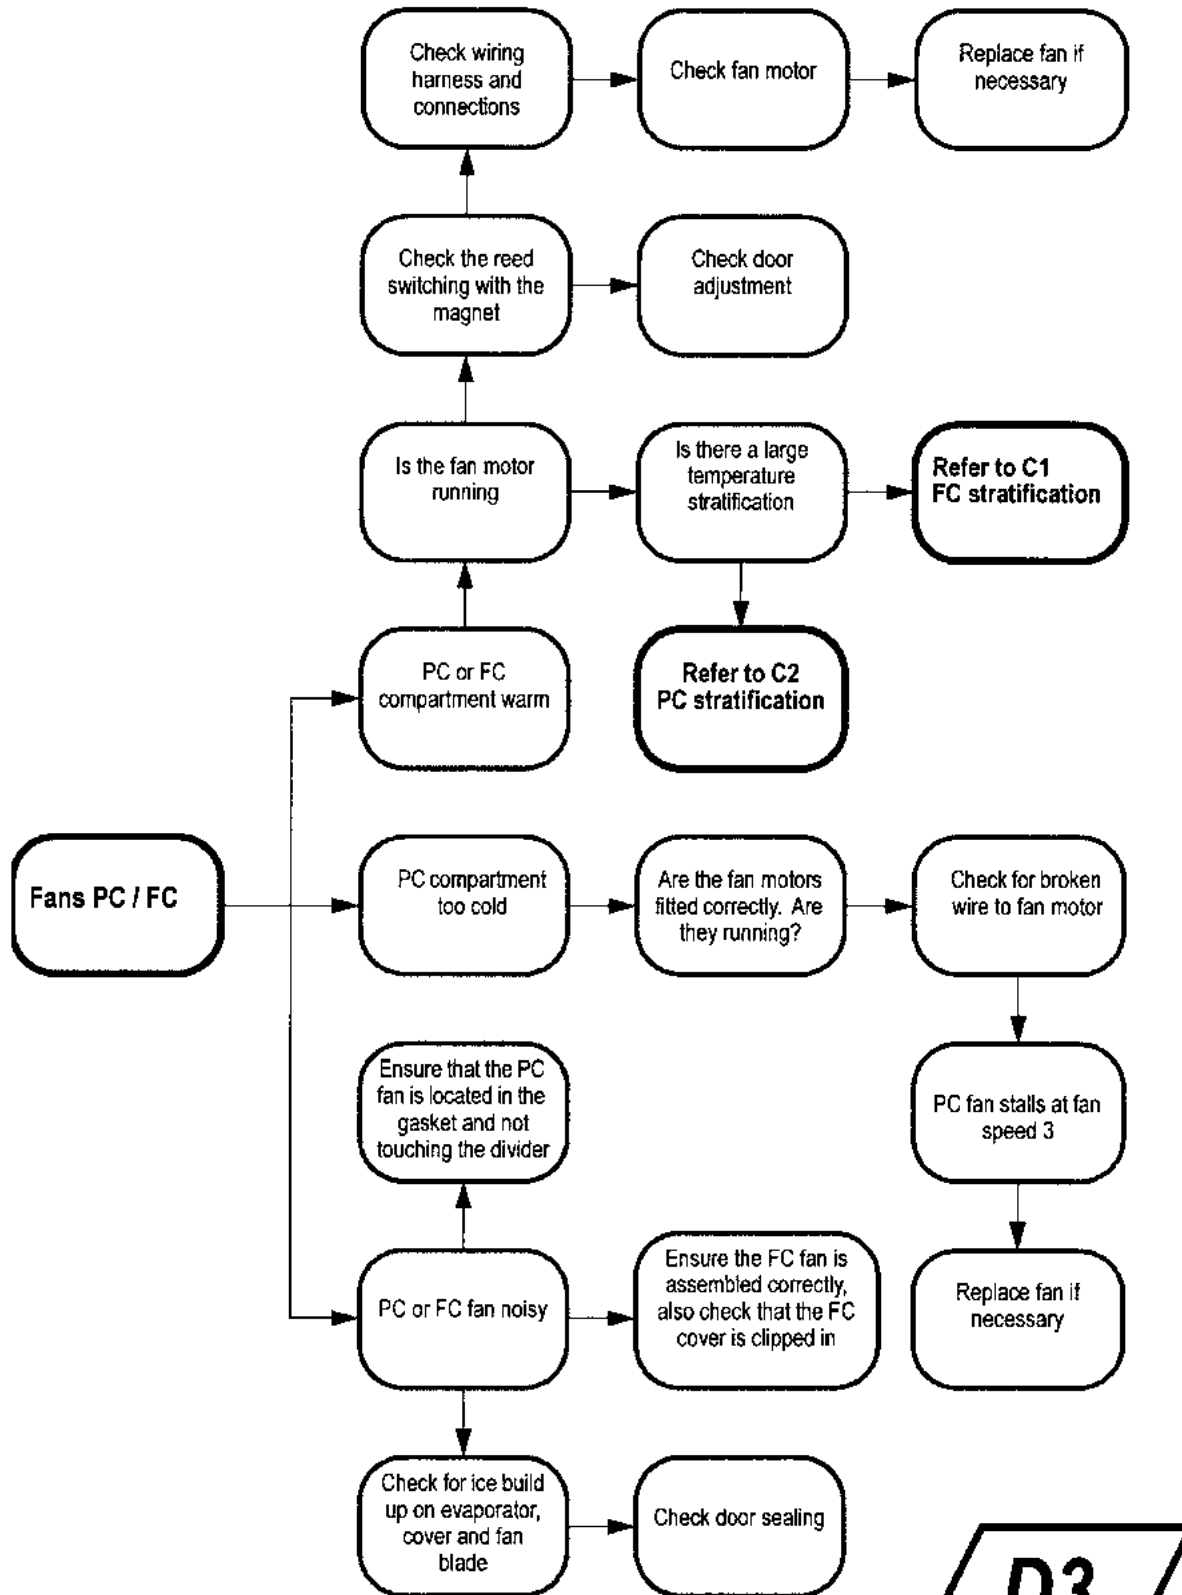 Check wiring
harness and
connections
Check fan motor
Replace fan if
necessary
Check the reed
switching with the
magnet
Check door
adjustment
Is the fan motor
running
Is there a large
temperature
stratification
Refer to C1
FC stratification
PC or FC
compartment warm
Refer to C2
PC stratification
Fans PC / FC
PC compartment
too cold
Are the fan motors
fitted correctly. Are
they running?
Check for broken
wire to fan motor
Ensure that the PC
fan is located in the
gasket and not
touching the divider
PC fan stalls at fan
speed 3
PC or FC fan noisy
Ensure the FC fan is
assembled correctly,
also check that the FC
cover is clipped in
Replace fan if
necessary
Check for ice build
up on evaporator,
cover and fan
blade
Check door sealing
D3